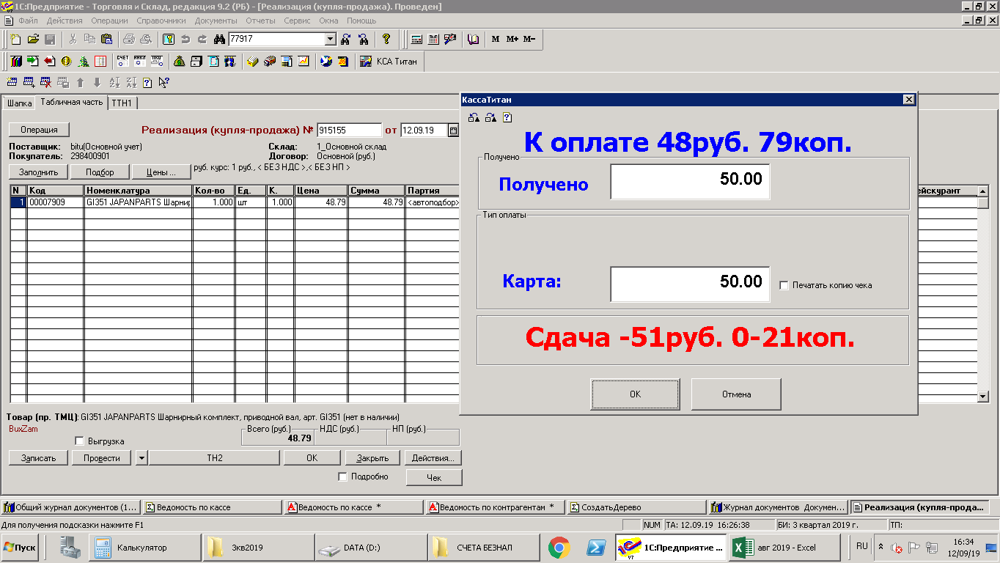 1С:Предприятие - Торговля и Склад, редакция 9.2 (РБ) - [Реализация (купля-продажа). Проведен]
Файл Действия Операции Справочники Документы Отчеты Сервис Окна Помощь
77917 M M+ M-
СЧЕТ АККТ ТТН КСА Титан
Шапка Табличная часть ТТН1
Операция Реализация (купля-продажа) № 915155 от 12.09.19
Поставщик: bitu(Основной учет) Склад: 1_Основной склад
Покупатель: 298400901 Договор: Основной (руб.)
Заполнить Подбор Цены ... руб. курс: 1 руб., < БЕЗ НДС >,< БЕЗ НП >
N Код Номенклатура Кол-во Ед. К. Цена Сумма Партия ейскурант
1 00007909 GI351 JAPANPARTS Шарнир 1.000 шт 1.000 48.79 48.79 <автоподбор>
КассаТитан
К оплате 48руб. 79коп.
Получено
Получено 50.00
Тип оплаты
Карта: 50.00 Печатать копию чека
Сдача -51руб. 0-21коп.
OK Отмена
Товар (пр. ТМЦ): GI351 JAPANPARTS Шарнирный комплект, приводной вал, арт. GI351 (нет в наличии)
BuxZam Всего (руб.) НДС (руб.) НП (руб.)
Выгрузка 48.79
Записать Провести ТН2 OK Закрыть Действия...
Подробно Чек
Общий журнал документов (1... Ведомость по кассе Ведомость по кассе * Ведомость по контрагентам * СоздатьДерево Журнал документов Докумен... Реализация (купля-прода...
Для получения подсказки нажмите F1 NUM ТА: 12.09.19 16:26:38 БИ: 3 квартал 2019 г. ТП:
Пуск Калькулятор 3кв2019 DATA (D:) СЧЕТА БЕЗНАЛ 1С:Предприятие ... авг 2019 - Excel RU 16:34
12/09/19